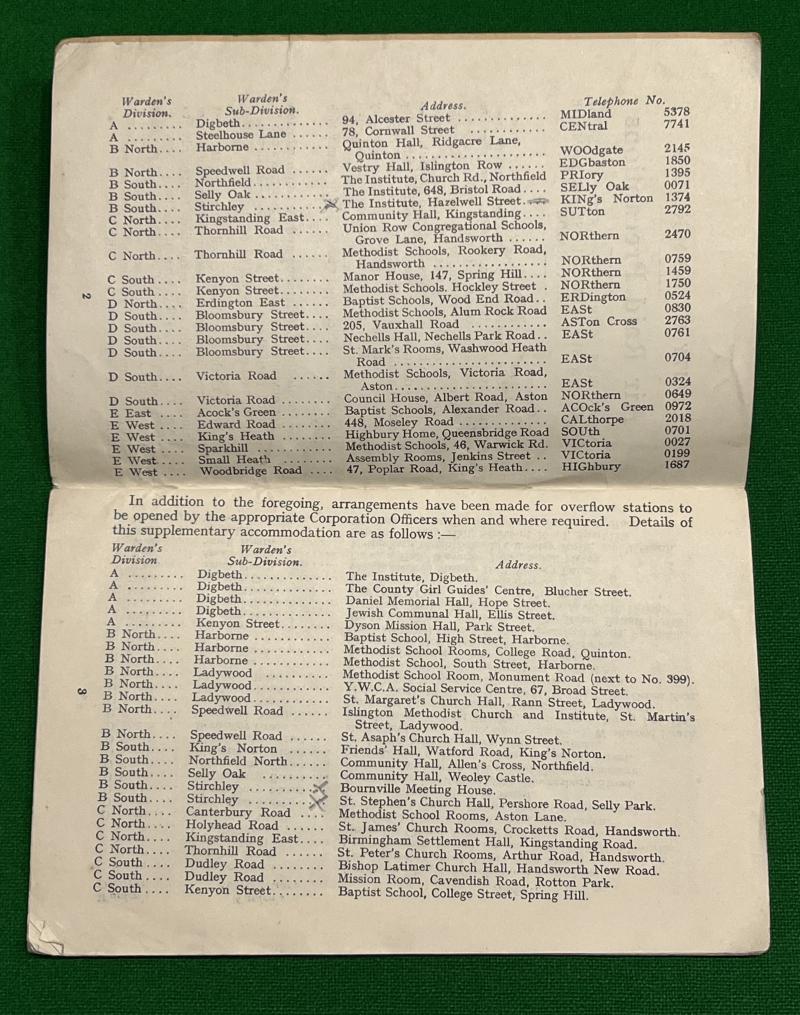 Warden's Division. Warden's Sub-Division. Address. Telephone No.
A ......... Digbeth.............. 94, Alcester Street ............. MIDland 5378
A ......... Steelhouse Lane ...... 78, Cornwall Street ............ CENtral 7741
B North.... Harborne ............ Quinton Hall, Ridgacre Lane,
Quinton ...................... WOOdgate 2145
B North.... Speedwell Road ...... Vestry Hall, Islington Row ...... EDGbaston 1850
B South.... Northfield............ The Institute, Church Rd., Northfield PRIory 1395
B South.... Selly Oak ............ The Institute, 648, Bristol Road.... SELly Oak 0071
B South.... Stirchley ............ The Institute, Hazelwell Street.... KINg's Norton 1374
C North.... Kingstanding East.... Community Hall, Kingstanding.... SUTton 2792
C North.... Thornhill Road ...... Union Row Congregational Schools,
Grove Lane, Handsworth ...... NORthern 2470
C North.... Thornhill Road ...... Methodist Schools, Rookery Road,
Handsworth .................. NORthern 0759
C South.... Kenyon Street........ Manor House, 147, Spring Hill.... NORthern 1459
C South.... Kenyon Street........ Methodist Schools. Hockley Street . NORthern 1750
D North.... Erdington East ...... Baptist Schools, Wood End Road.. ERDington 0524
D South.... Bloomsbury Street.... Methodist Schools, Alum Rock Road EASt 0830
D South.... Bloomsbury Street.... 205, Vauxhall Road ............ ASTon Cross 2763
D South.... Bloomsbury Street.... Nechells Hall, Nechells Park Road.. EASt 0761
D South.... Bloomsbury Street.... St. Mark's Rooms, Washwood Heath
Road ........................ EASt 0704
D South.... Victoria Road ...... Methodist Schools, Victoria Road,
Aston........................ EASt 0324
D South.... Victoria Road ........ Council House, Albert Road, Aston NORthern 0649
E East .... Acock's Green ........ Baptist Schools, Alexander Road.. ACOck's Green 0972
E West .... Edward Road ........ 448, Moseley Road .............. CALthorpe 2018
E West .... King's Heath ........ Highbury Home, Queensbridge Road SOUth 0701
E West .... Sparkhill ............ Methodist Schools, 46, Warwick Rd. VICtoria 0027
E West.... Small Heath .......... Assembly Rooms, Jenkins Street .. VICtoria 0199
E West.... Woodbridge Road .... 47, Poplar Road, King's Heath.... HIGhbury 1687
2
In addition to the foregoing, arrangements have been made for overflow stations to
be opened by the appropriate Corporation Officers when and where required. Details of
this supplementary accommodation are as follows :—
Warden's Division Warden's Sub-Division. Address.
A ......... Digbeth.............. The Institute, Digbeth.
A ......... Digbeth.............. The County Girl Guides' Centre, Blucher Street.
A ......... Digbeth.............. Daniel Memorial Hall, Hope Street.
A ......... Digbeth.............. Jewish Communal Hall, Ellis Street.
A ......... Kenyon Street........ Dyson Mission Hall, Park Street.
B North.... Harborne ............ Baptist School, High Street, Harborne.
B North.... Harborne ............ Methodist School Rooms, College Road, Quinton.
B North.... Harborne ............ Methodist School, South Street, Harborne.
B North.... Ladywood ............ Methodist School Room, Monument Road (next to No. 399).
B North.... Ladywood............ Y.W.C.A. Social Service Centre, 67, Broad Street.
B North.... Ladywood............ St. Margaret's Church Hall, Rann Street, Ladywood.
B North.... Speedwell Road ...... Islington Methodist Church and Institute, St. Martin's
Street, Ladywood.
B North.... Speedwell Road ...... St. Asaph's Church Hall, Wynn Street.
B South.... King's Norton ........ Friends' Hall, Watford Road, King's Norton.
B South.... Northfield North...... Community Hall, Allen's Cross, Northfield.
B South.... Selly Oak .......... Community Hall, Weoley Castle.
B South.... Stirchley ............ Bournville Meeting House.
B South.... Stirchley ............ St. Stephen's Church Hall, Pershore Road, Selly Park.
C North.... Canterbury Road .... Methodist School Rooms, Aston Lane.
C North.... Holyhead Road ...... St. James' Church Rooms, Crocketts Road, Handsworth.
C North.... Kingstanding East.... Birmingham Settlement Hall, Kingstanding Road.
C North.... Thornhill Road ...... St. Peter's Church Rooms, Arthur Road, Handsworth.
C South.... Dudley Road ........ Bishop Latimer Church Hall, Handsworth New Road.
C South.... Dudley Road ........ Mission Room, Cavendish Road, Rotton Park.
C South.... Kenyon Street........ Baptist School, College Street, Spring Hill.
3